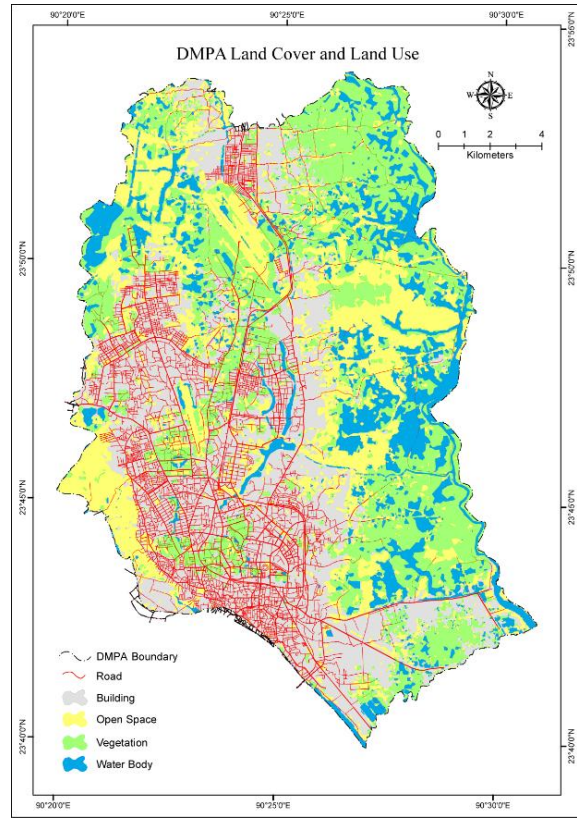 90°20'0"E 90°25'0"E 90°30'0"E
23°55'0"N
DMPA Land Cover and Land Use
N
W E
S
0 2 4
Kilometers
23°50'0"N 23°50'0"N
23°45'0"N 23°45'0"N
DMPA Boundary
Road
Building
Open Space
Vegetation
Water Body
23°40'0"N 23°40'0"N
90°20'0"E 90°25'0"E 90°30'0"E